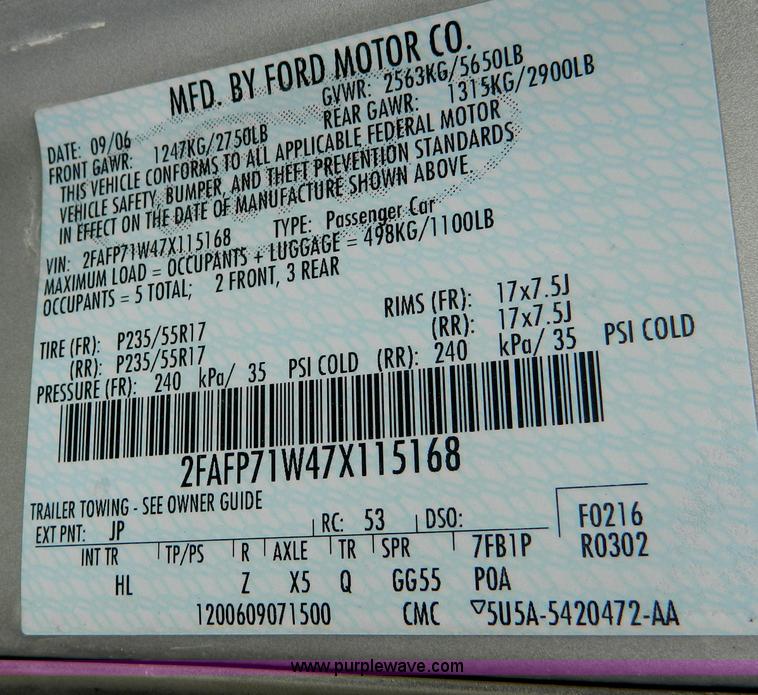 MFD. BY FORD MOTOR CO.
DATE: 09/06 GVWR: 2563KG/5650LB
FRONT GAWR: 1247KG/2750LB REAR GAWR: 1315KG/2900LB
THIS VEHICLE CONFORMS TO ALL APPLICABLE FEDERAL MOTOR
VEHICLE SAFETY, BUMPER, AND THEFT PREVENTION STANDARDS
IN EFFECT ON THE DATE OF MANUFACTURE SHOWN ABOVE.
VIN: 2FAFP71W47X115168 TYPE: Passenger Car
MAXIMUM LOAD = OCCUPANTS + LUGGAGE = 498KG/1100LB
OCCUPANTS = 5 TOTAL; 2 FRONT, 3 REAR
TIRE (FR): P235/55R17 RIMS (FR): 17x7.5J
(RR): P235/55R17 (RR): 17x7.5J
PRESSURE (FR): 240 kPa/ 35 PSI COLD (RR): 240 kPa/ 35 PSI COLD
2FAFP71W47X115168
TRAILER TOWING - SEE OWNER GUIDE
EXT PNT: JP RC: 53 DSO: F0216
INT TR TP/PS R AXLE TR SPR 7FB1P R0302
HL Z X5 Q GG55 P0A
1200609071500 CMC ▽5U5A-5420472-AA
www.purplewave.com